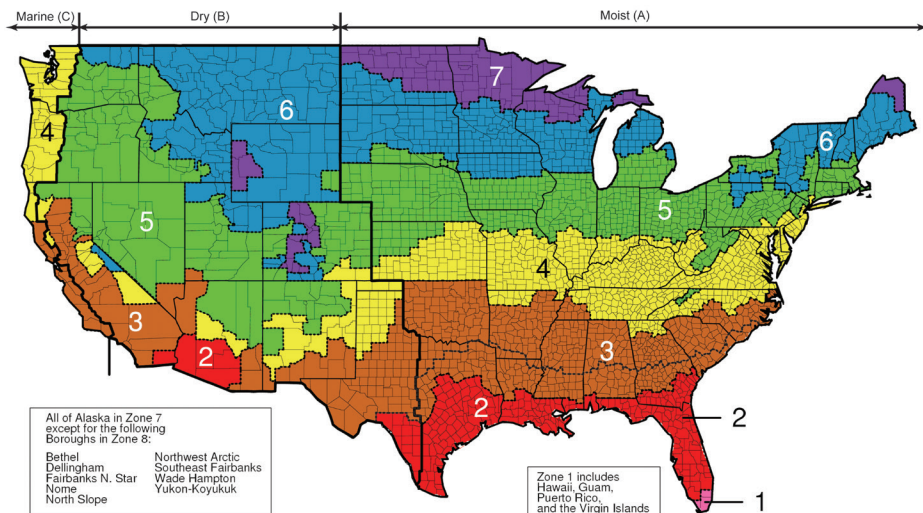 Marine (C)
Dry (B)
Moist (A)
7
6
4
6
5
5
4
3
3
2
2
2
1
All of Alaska in Zone 7
except for the following
Boroughs in Zone 8:
Bethel
Dellingham
Fairbanks N. Star
Nome
North Slope
Northwest Arctic
Southeast Fairbanks
Wade Hampton
Yukon-Koyukuk
Zone 1 includes
Hawaii, Guam,
Puerto Rico,
and the Virgin Islands